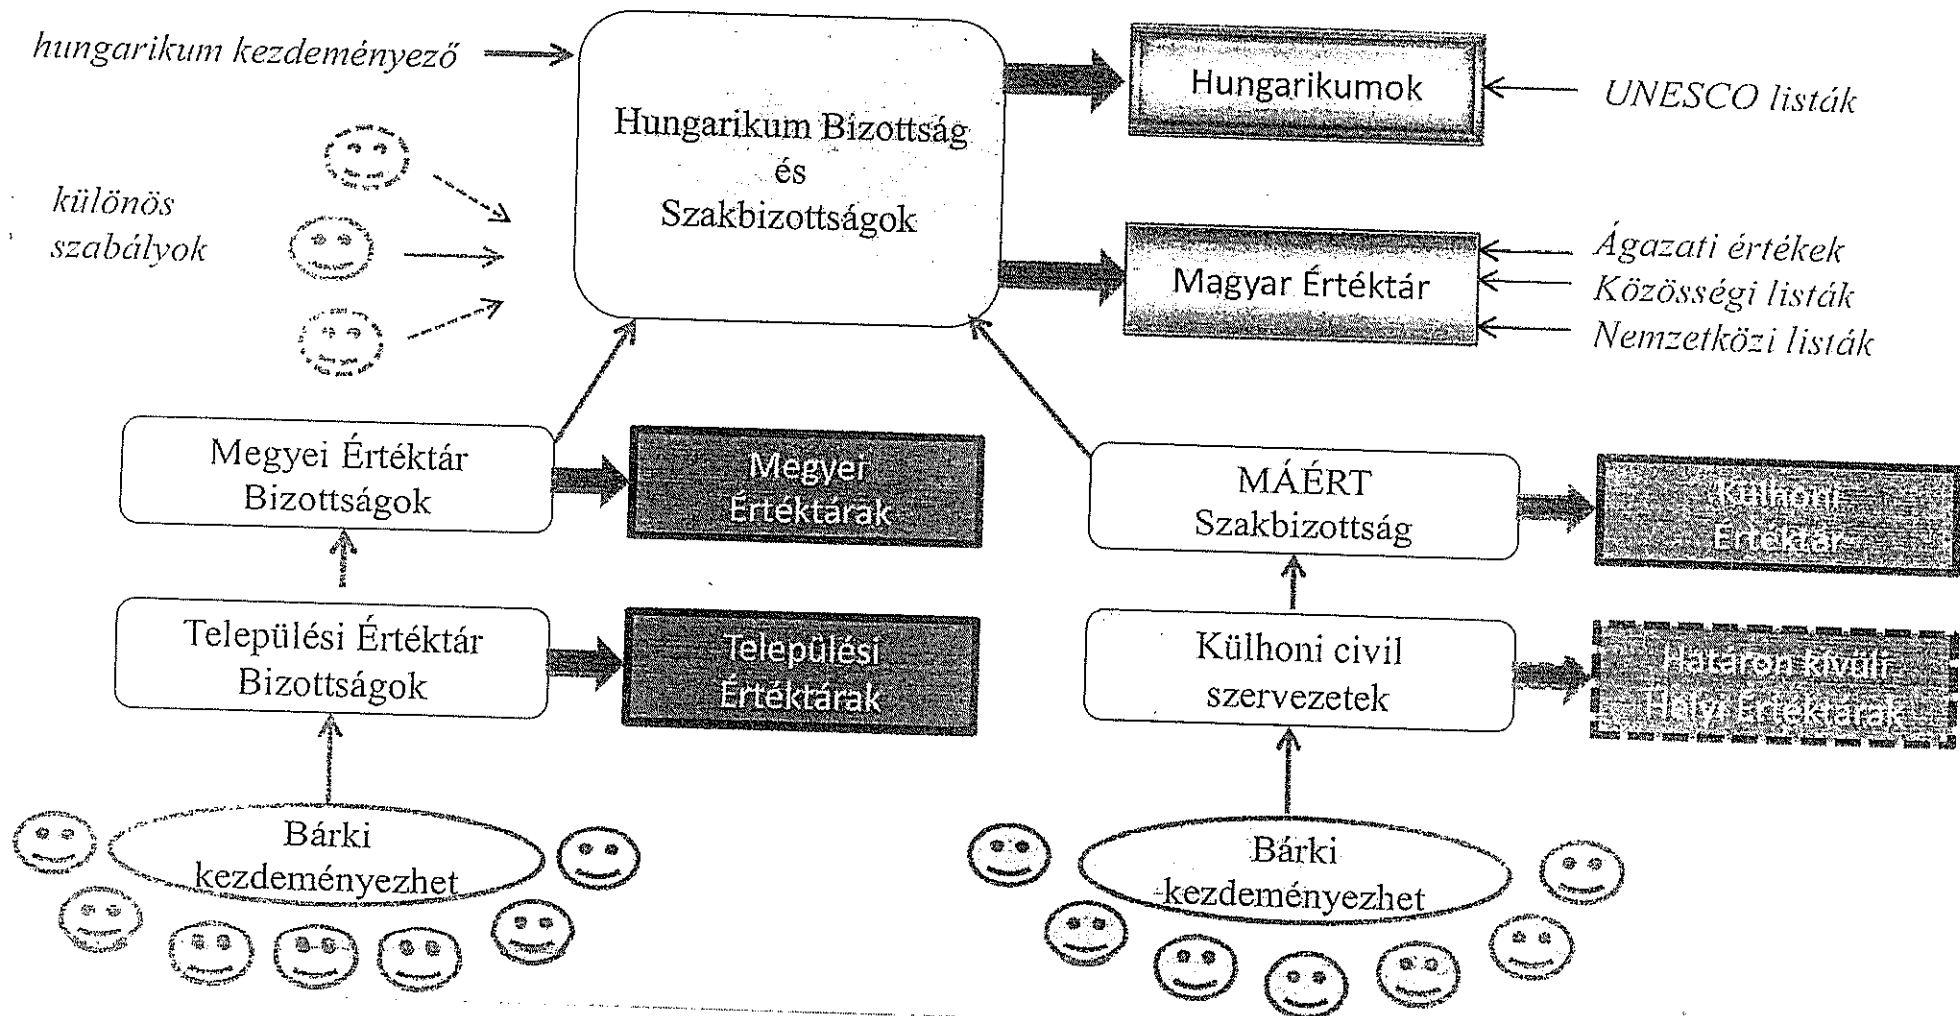 hungarikum kezdeményező
Hungarikum Bizottság
és
Szakbizottságok
Hungarikumok
UNESCO listák
különös
szabályok
Magyar Értéktár
Ágazati értékek
Közösségi listák
Nemzetközi listák
Megyei Értéktár
Bizottságok
Megyei
Értéktárak
MÁÉRT
Szakbizottság
Külhoni
Értéktár
Települési Értéktár
Bizottságok
Települési
Értéktárak
Külhoni civil
szervezetek
Határon kívüli
Helyi Értéktárak
Bárki
kezdeményezhet
Bárki
kezdeményezhet